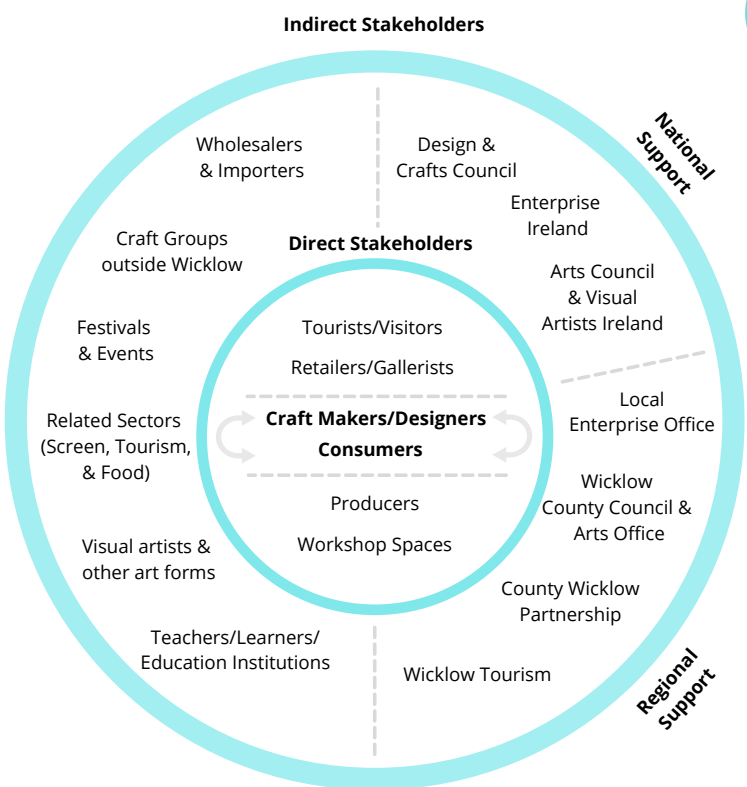 Indirect Stakeholders
National
Support
Wholesalers
& Importers
Design &
Crafts Council
Enterprise
Ireland
Craft Groups
outside Wicklow
Direct Stakeholders
Arts Council
& Visual
Artists Ireland
Festivals
& Events
Tourists/Visitors
Retailers/Gallerists
Related Sectors
(Screen, Tourism,
& Food)
Craft Makers/Designers
Consumers
Local
Enterprise Office
Producers
Workshop Spaces
Wicklow
County Council &
Arts Office
Visual artists &
other art forms
County Wicklow
Partnership
Teachers/Learners/
Education Institutions
Wicklow Tourism
Regional
Support